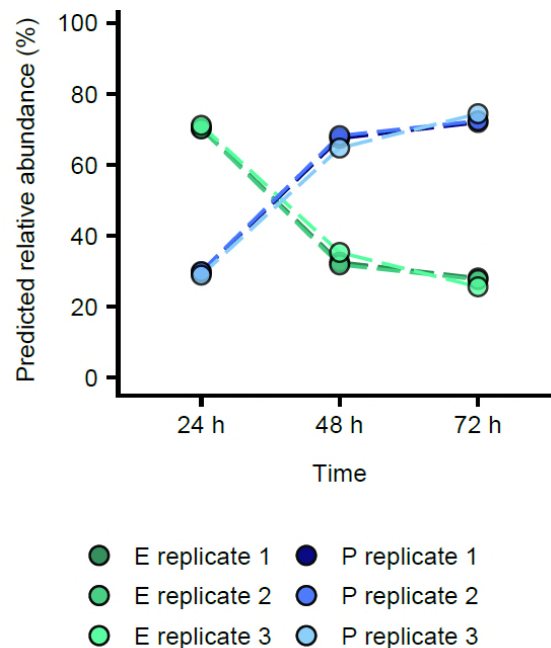 Predicted relative abundance (%)
100
80
60
40
20
0
24 h 48 h 72 h
Time
E replicate 1 P replicate 1
E replicate 2 P replicate 2
E replicate 3 P replicate 3